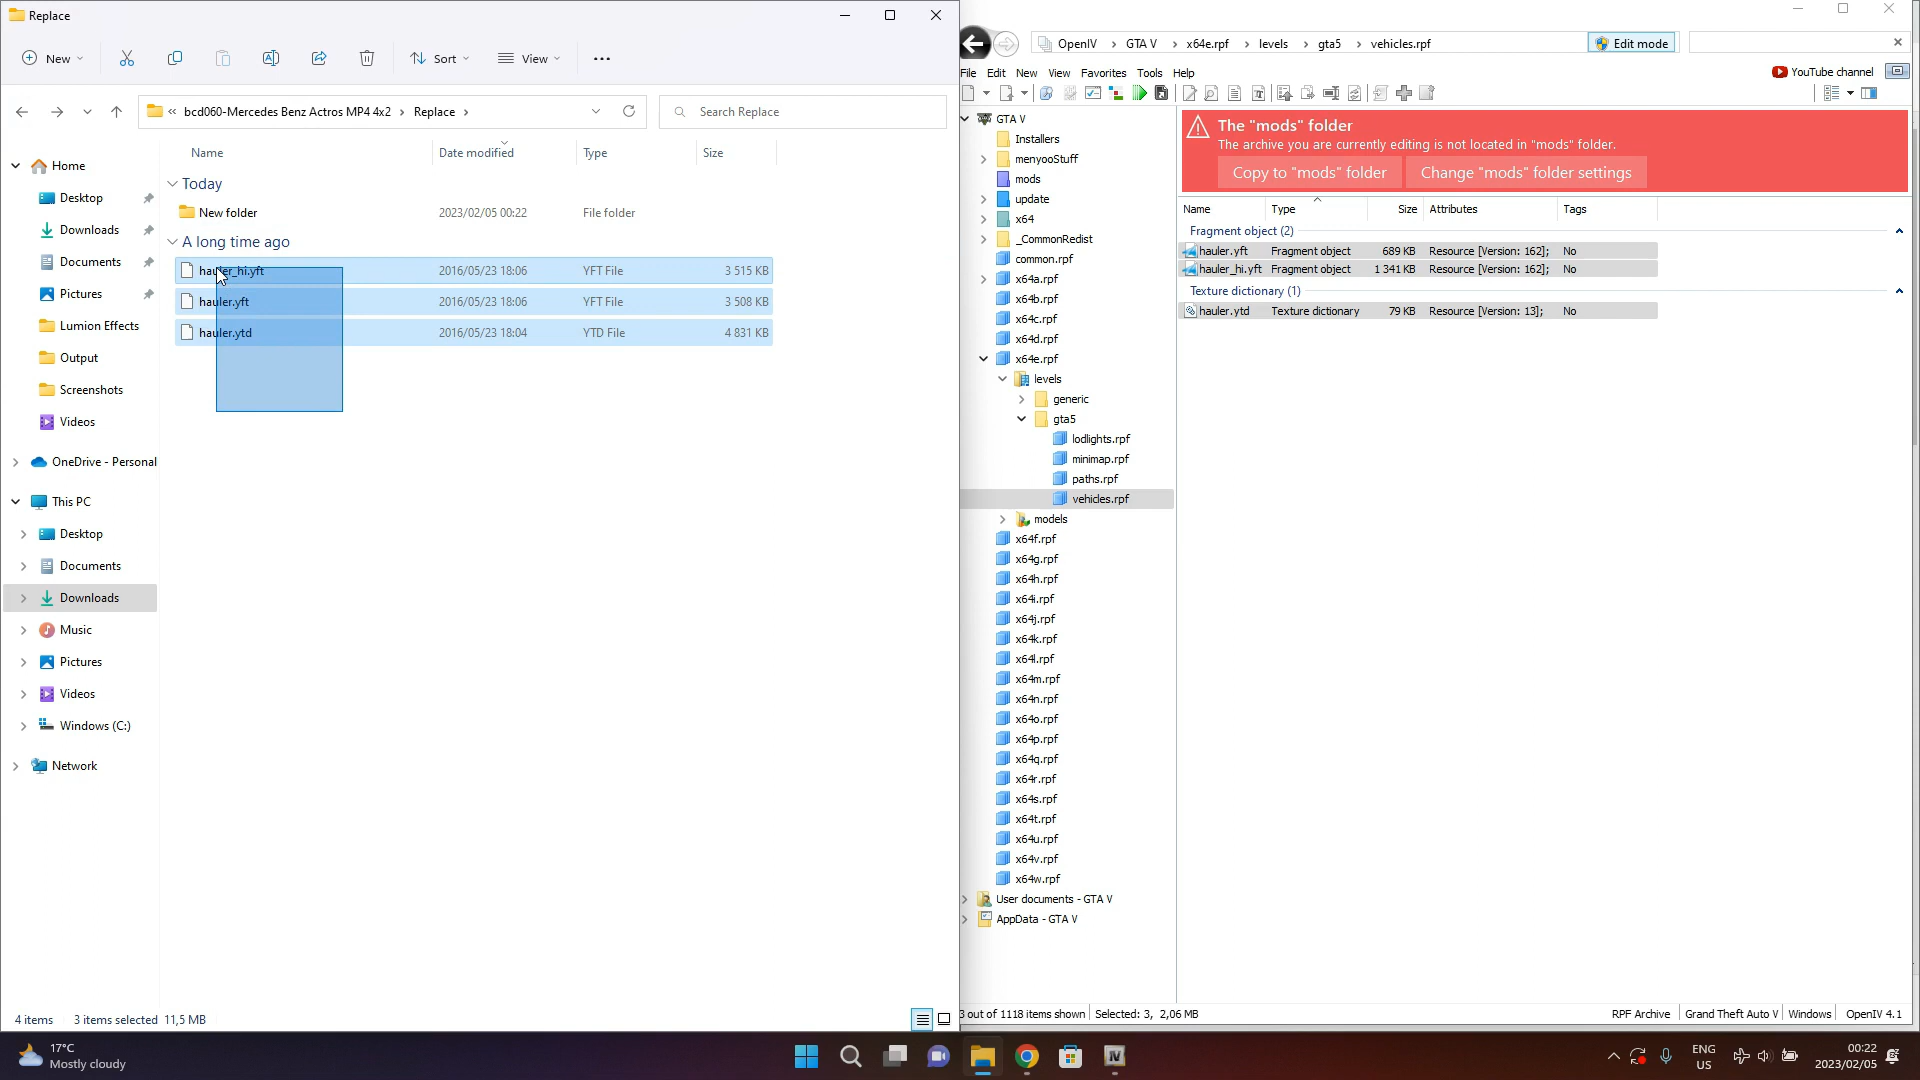 Replace
New
Sort
View
bcd060-Mercedes Benz Actros MP4 4x2
Replace
Search Replace
Home
Desktop
Downloads
Documents
Pictures
Lumion Effects
Output
Screenshots
Videos
OneDrive - Personal
This PC
Desktop
Documents
Downloads
Music
Pictures
Videos
Windows (C:)
Network
Name
Date modified
Type
Size
Today
New folder 2023/02/05 00:22 File folder
A long time ago
hauler_hi.yft 2016/05/23 18:06 YFT File 3 515 KB
hauler.yft 2016/05/23 18:06 YFT File 3 508 KB
hauler.ytd 2016/05/23 18:04 YTD File 4 831 KB
4 items 3 items selected 11,5 MB
OpenIV
GTA V
x64e.rpf
levels
gta5
vehicles.rpf
Edit mode
File Edit New View Favorites Tools Help
YouTube channel
GTA V
Installers
menyooStuff
mods
update
x64
_CommonRedist
common.rpf
x64a.rpf
x64b.rpf
x64c.rpf
x64d.rpf
x64e.rpf
levels
generic
gta5
lodlights.rpf
minimap.rpf
paths.rpf
vehicles.rpf
models
x64f.rpf
x64g.rpf
x64h.rpf
x64i.rpf
x64j.rpf
x64k.rpf
x64l.rpf
x64m.rpf
x64n.rpf
x64o.rpf
x64p.rpf
x64q.rpf
x64r.rpf
x64s.rpf
x64t.rpf
x64u.rpf
x64v.rpf
x64w.rpf
User documents - GTA V
AppData - GTA V
The "mods" folder
The archive you are currently editing is not located in "mods" folder.
Copy to "mods" folder
Change "mods" folder settings
Name Type Size Attributes Tags
Fragment object (2)
hauler.yft Fragment object 689 KB Resource [Version: 162]; No
hauler_hi.yft Fragment object 1 341 KB Resource [Version: 162]; No
Texture dictionary (1)
hauler.ytd Texture dictionary 79 KB Resource [Version: 13]; No
3 out of 1118 items shown Selected: 3, 2,06 MB
RPF Archive Grand Theft Auto V Windows OpenIV 4.1
17°C
Mostly cloudy
IV
ENG
US
00:22
2023/02/05